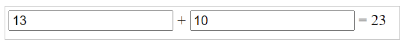 13 + 10 = 23